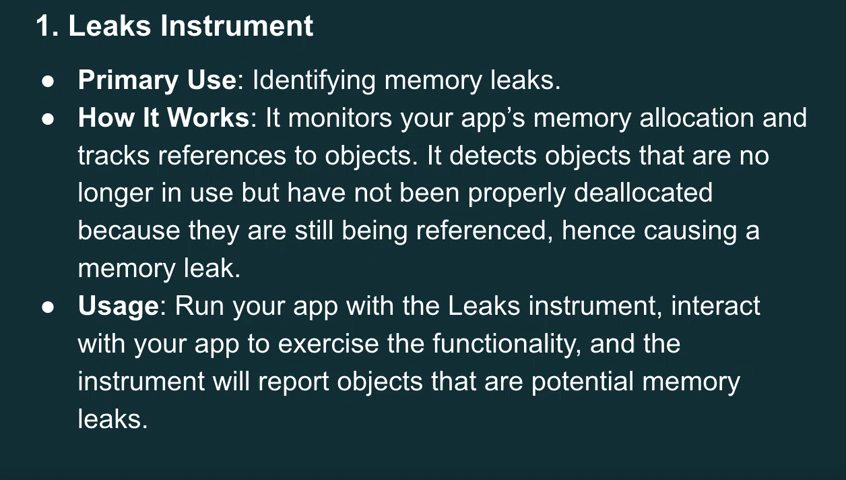 1. Leaks Instrument
● Primary Use: Identifying memory leaks.
● How It Works: It monitors your app’s memory allocation and
tracks references to objects. It detects objects that are no
longer in use but have not been properly deallocated
because they are still being referenced, hence causing a
memory leak.
● Usage: Run your app with the Leaks instrument, interact
with your app to exercise the functionality, and the
instrument will report objects that are potential memory
leaks.